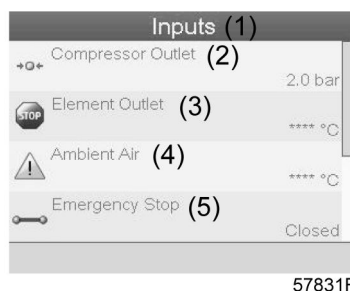 Inputs (1)
Compressor Outlet (2)
2.0 bar
STOP
Element Outlet (3)
**** °C
Ambient Air (4)
!
**** °C
Emergency Stop (5)
Closed
57831F